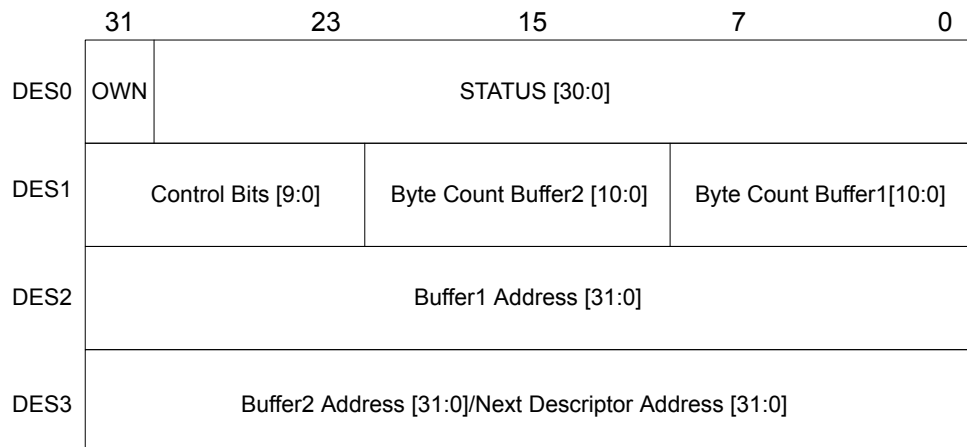 31 23 15 7 0
DES0 OWN STATUS [30:0]
DES1 Control Bits [9:0] Byte Count Buffer2 [10:0] Byte Count Buffer1[10:0]
DES2 Buffer1 Address [31:0]
DES3 Buffer2 Address [31:0]/Next Descriptor Address [31:0]